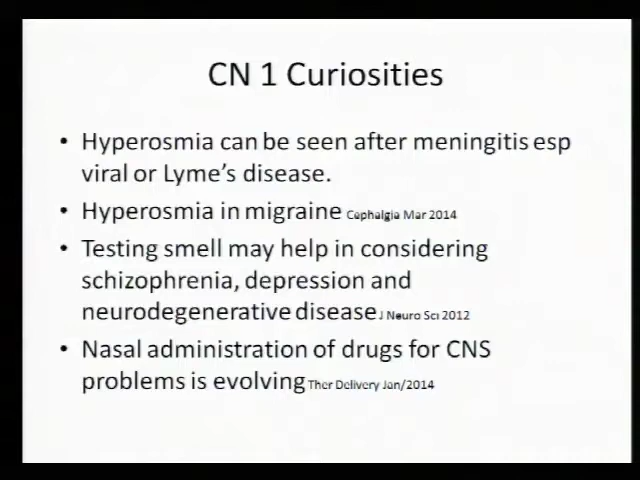 CN 1 Curiosities
• Hyperosmia can be seen after meningitis esp
viral or Lyme's disease.
• Hyperosmia in migraine Cephalgia Mar 2014
• Testing smell may help in considering
schizophrenia, depression and
neurodegenerative disease J Neuro Sci 2012
• Nasal administration of drugs for CNS
problems is evolving Ther Delivery Jan/2014